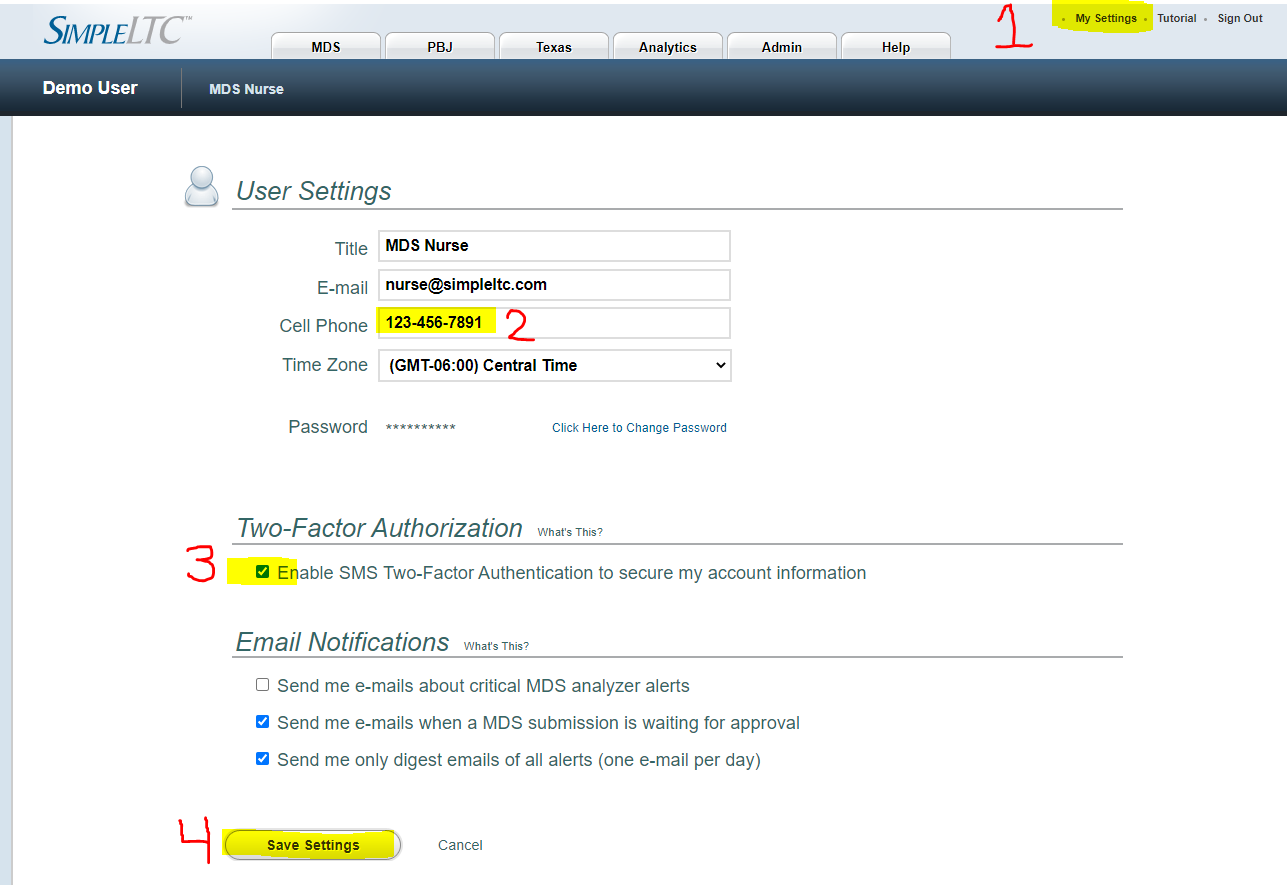 SIMPLELTC™
1
My Settings • Tutorial • Sign Out
MDS PBJ Texas Analytics Admin Help
Demo User MDS Nurse
User Settings
Title MDS Nurse
E-mail nurse@simpleltc.com
Cell Phone 123-456-7891 2
Time Zone (GMT-06:00) Central Time
Password ********** Click Here to Change Password
Two-Factor Authorization What's This?
3 Enable SMS Two-Factor Authentication to secure my account information
Email Notifications What's This?
Send me e-mails about critical MDS analyzer alerts
Send me e-mails when a MDS submission is waiting for approval
Send me only digest emails of all alerts (one e-mail per day)
4 Save Settings Cancel